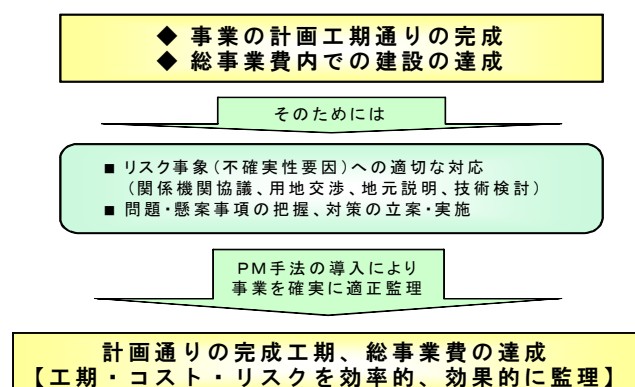 ◆ 事業の計画工期通りの完成
◆ 総事業費内での建設の達成
そのためには
■ リスク事象(不確実性要因)への適切な対応
(関係機関協議、用地交渉、地元説明、技術検討)
■ 問題・懸案事項の把握、対策の立案・実施
PM手法の導入により
事業を確実に適正監理
計画通りの完成工期、総事業費の達成
【工期・コスト・リスクを効率的、効果的に監理】